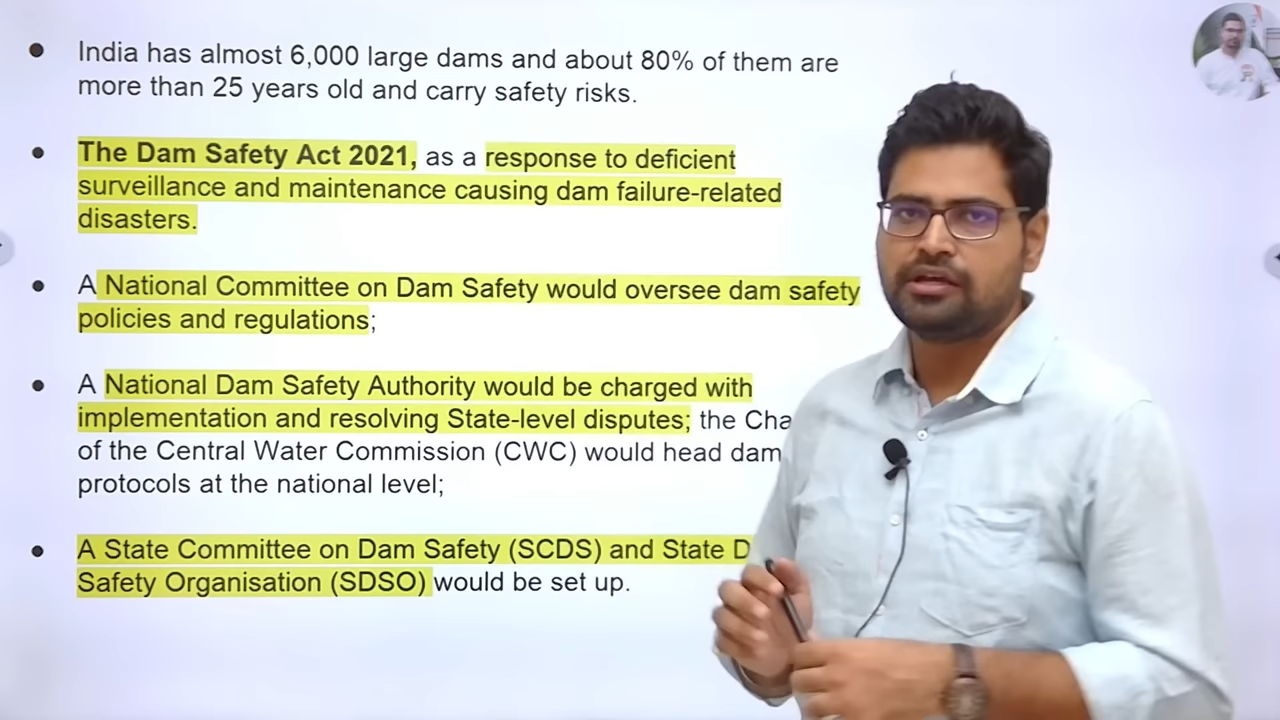 India has almost 6,000 large dams and about 80% of them are
more than 25 years old and carry safety risks.
The Dam Safety Act 2021, as a response to deficient
surveillance and maintenance causing dam failure-related
disasters.
A National Committee on Dam Safety would oversee dam safety
policies and regulations;
A National Dam Safety Authority would be charged with
implementation and resolving State-level disputes; the
of the Central Water Commission (CWC) would head dam
protocols at the national level;
A State Committee on Dam Safety (SCDS) and State
Safety Organisation (SDSO) would be set up.